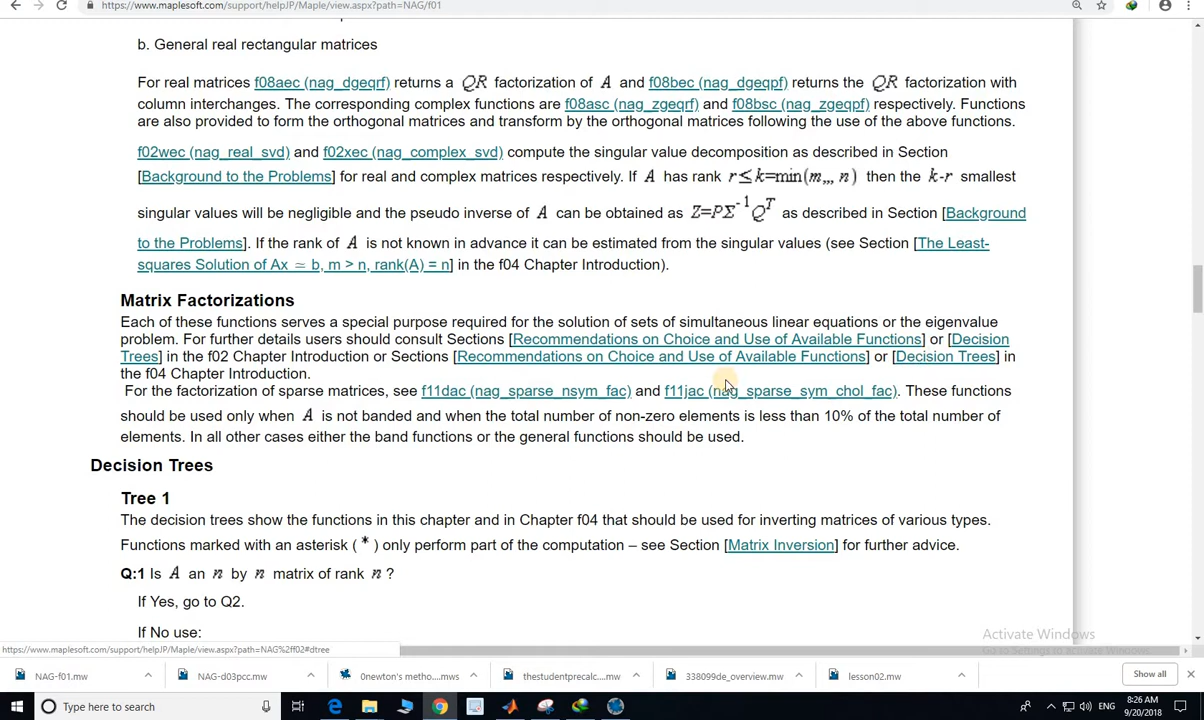 https://www.maplesoft.com/support/helpJP/Maple/view.aspx?path=NAG/f01
b. General real rectangular matrices
For real matrices f08aec (nag_dgeqrf) returns a QR factorization of A and f08bec (nag_dgeqpf) returns the QR factorization with
column interchanges. The corresponding complex functions are f08asc (nag_zgeqrf) and f08bsc (nag_zgeqpf) respectively. Functions
are also provided to form the orthogonal matrices and transform by the orthogonal matrices following the use of the above functions.
f02wec (nag_real_svd) and f02xec (nag_complex_svd) compute the singular value decomposition as described in Section
[Background to the Problems] for real and complex matrices respectively. If A has rank r≤k=min(m,,, n) then the k-r smallest
singular values will be negligible and the pseudo inverse of A can be obtained as Z=PΣ⁻¹Qᵀ as described in Section [Background
to the Problems]. If the rank of A is not known in advance it can be estimated from the singular values (see Section [The Least-
squares Solution of Ax ≃ b, m > n, rank(A) = n] in the f04 Chapter Introduction).
Matrix Factorizations
Each of these functions serves a special purpose required for the solution of sets of simultaneous linear equations or the eigenvalue
problem. For further details users should consult Sections [Recommendations on Choice and Use of Available Functions] or [Decision
Trees] in the f02 Chapter Introduction or Sections [Recommendations on Choice and Use of Available Functions] or [Decision Trees] in
the f04 Chapter Introduction.
For the factorization of sparse matrices, see f11dac (nag_sparse_nsym_fac) and f11jac (nag_sparse_sym_chol_fac). These functions
should be used only when A is not banded and when the total number of non-zero elements is less than 10% of the total number of
elements. In all other cases either the band functions or the general functions should be used.
Decision Trees
Tree 1
The decision trees show the functions in this chapter and in Chapter f04 that should be used for inverting matrices of various types.
Functions marked with an asterisk (*) only perform part of the computation – see Section [Matrix Inversion] for further advice.
Q:1 Is A an n by n matrix of rank n?
If Yes, go to Q2.
If No use:
Activate Windows
Go to Settings to activate Windows.
https://www.maplesoft.com/support/helpJP/Maple/view.aspx?path=NAG%2ff02#dtree
NAG-f01.mw
NAG-d03pcc.mw
0newton's metho....mws
thestudentprecalc....mw
338099de_overview.mw
lesson02.mw
Show all
Type here to search
ENG
8:26 AM
9/20/2018